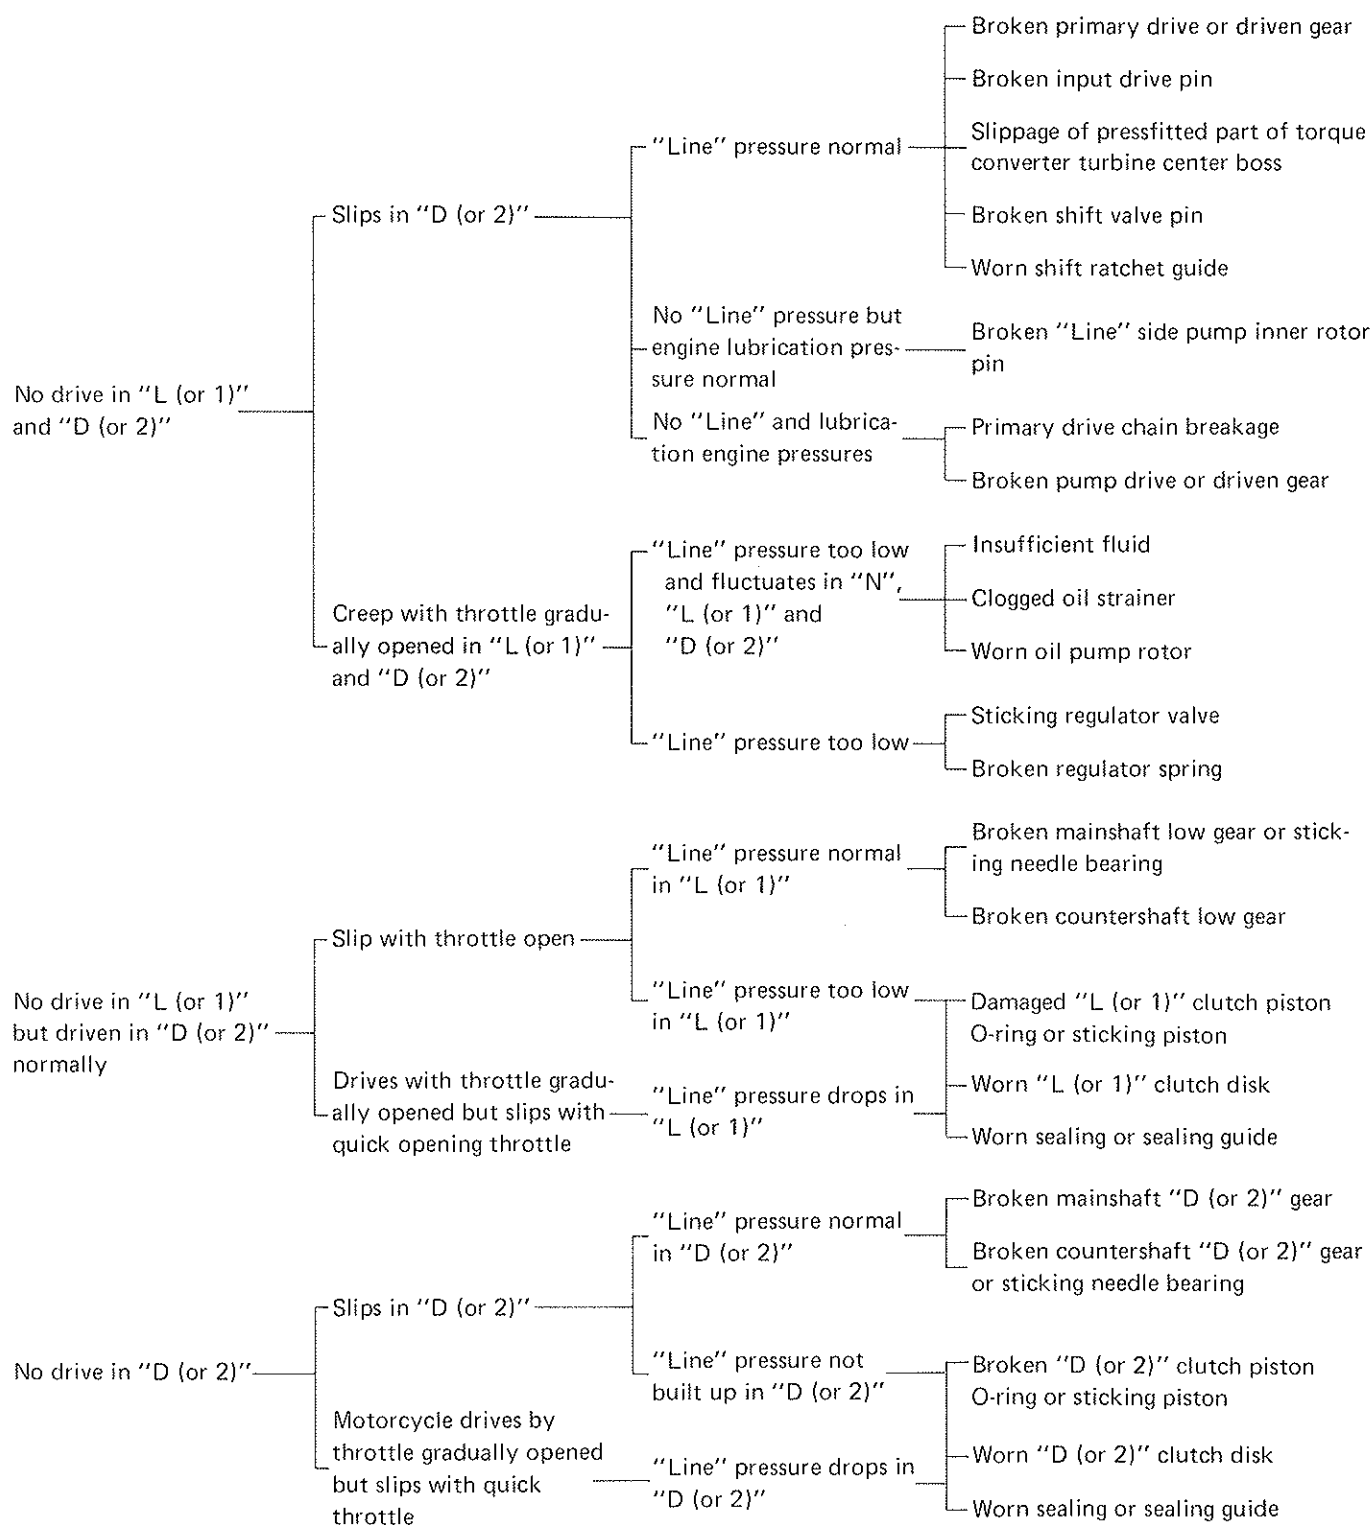 No drive in "L (or 1)"
and "D (or 2)"
Slips in "D (or 2)"
"Line" pressure normal
Broken primary drive or driven gear
Broken input drive pin
Slippage of pressfitted part of torque
converter turbine center boss
Broken shift valve pin
Worn shift ratchet guide
No "Line" pressure but
engine lubrication pres-
sure normal
Broken "Line" side pump inner rotor
pin
No "Line" and lubrica-
tion engine pressures
Primary drive chain breakage
Broken pump drive or driven gear
Creep with throttle gradu-
ally opened in "L (or 1)"
and "D (or 2)"
"Line" pressure too low
and fluctuates in "N",
"L (or 1)" and
"D (or 2)"
Insufficient fluid
Clogged oil strainer
Worn oil pump rotor
"Line" pressure too low
Sticking regulator valve
Broken regulator spring
No drive in "L (or 1)"
but driven in "D (or 2)"
normally
Slip with throttle open
"Line" pressure normal
in "L (or 1)"
Broken mainshaft low gear or stick-
ing needle bearing
Broken countershaft low gear
"Line" pressure too low
in "L (or 1)"
Damaged "L (or 1)" clutch piston
O-ring or sticking piston
Worn "L (or 1)" clutch disk
Worn sealing or sealing guide
Drives with throttle gradu-
ally opened but slips with
quick opening throttle
"Line" pressure drops in
"L (or 1)"
No drive in "D (or 2)"
Slips in "D (or 2)"
"Line" pressure normal
in "D (or 2)"
Broken mainshaft "D (or 2)" gear
Broken countershaft "D (or 2)" gear
or sticking needle bearing
"Line" pressure not
built up in "D (or 2)"
Broken "D (or 2)" clutch piston
O-ring or sticking piston
Worn "D (or 2)" clutch disk
Worn sealing or sealing guide
Motorcycle drives by
throttle gradually opened
but slips with quick
throttle
"Line" pressure drops in
"D (or 2)"